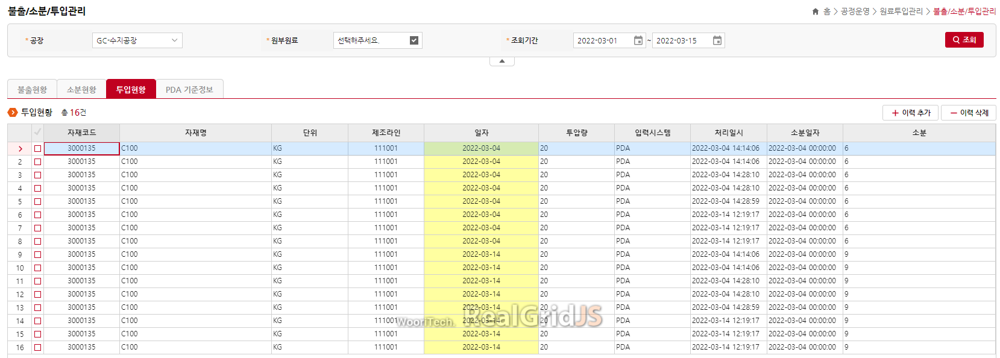 불출/소분/투입관리
홈 > 공정운영 > 원료투입관리 > 불출/소분/투입관리
*공장 GC-수지공장 *원부원료 선택해주세요. *조회기간 2022-03-01 ~ 2022-03-15 조회
불출현황 소분현황 투입현황 PDA 기준정보
투입현황 총 16건 + 이력 추가 - 이력 삭제
자재코드 자재명 단위 제조라인 일자 투압량 입력시스템 처리일시 소분일자 소분
3000135 C100 KG 111001 2022-03-04 20 PDA 2022-03-04 14:14:06 2022-03-04 00:00:00 6
2 3000135 C100 KG 111001 2022-03-04 20 PDA 2022-03-04 14:14:06 2022-03-04 00:00:00 6
3 3000135 C100 KG 111001 2022-03-04 20 PDA 2022-03-04 14:28:10 2022-03-04 00:00:00 6
4 3000135 C100 KG 111001 2022-03-04 20 PDA 2022-03-04 14:28:10 2022-03-04 00:00:00 6
5 3000135 C100 KG 111001 2022-03-04 20 PDA 2022-03-04 14:28:59 2022-03-04 00:00:00 6
6 3000135 C100 KG 111001 2022-03-04 20 PDA 2022-03-14 12:19:17 2022-03-04 00:00:00 6
7 3000135 C100 KG 111001 2022-03-04 20 PDA 2022-03-14 12:19:17 2022-03-04 00:00:00 6
8 3000135 C100 KG 111001 2022-03-04 20 PDA 2022-03-14 12:19:17 2022-03-04 00:00:00 6
9 3000135 C100 KG 111001 2022-03-14 20 PDA 2022-03-04 14:14:06 2022-03-04 00:00:00 9
10 3000135 C100 KG 111001 2022-03-14 20 PDA 2022-03-04 14:14:06 2022-03-04 00:00:00 9
11 3000135 C100 KG 111001 2022-03-14 20 PDA 2022-03-04 14:28:10 2022-03-04 00:00:00 9
12 3000135 C100 KG 111001 2022-03-14 20 PDA 2022-03-04 14:28:10 2022-03-04 00:00:00 9
13 3000135 C100 KG 111001 2022-03-14 20 PDA 2022-03-04 14:28:59 2022-03-04 00:00:00 9
WooriTech. RealGridJS
14 3000135 C100 KG 111001 2022-03-14 20 PDA 2022-03-14 12:19:17 2022-03-04 00:00:00 9
15 3000135 C100 KG 111001 2022-03-14 20 PDA 2022-03-14 12:19:17 2022-03-04 00:00:00 9
16 3000135 C100 KG 111001 2022-03-14 20 PDA 2022-03-14 12:19:17 2022-03-04 00:00:00 9